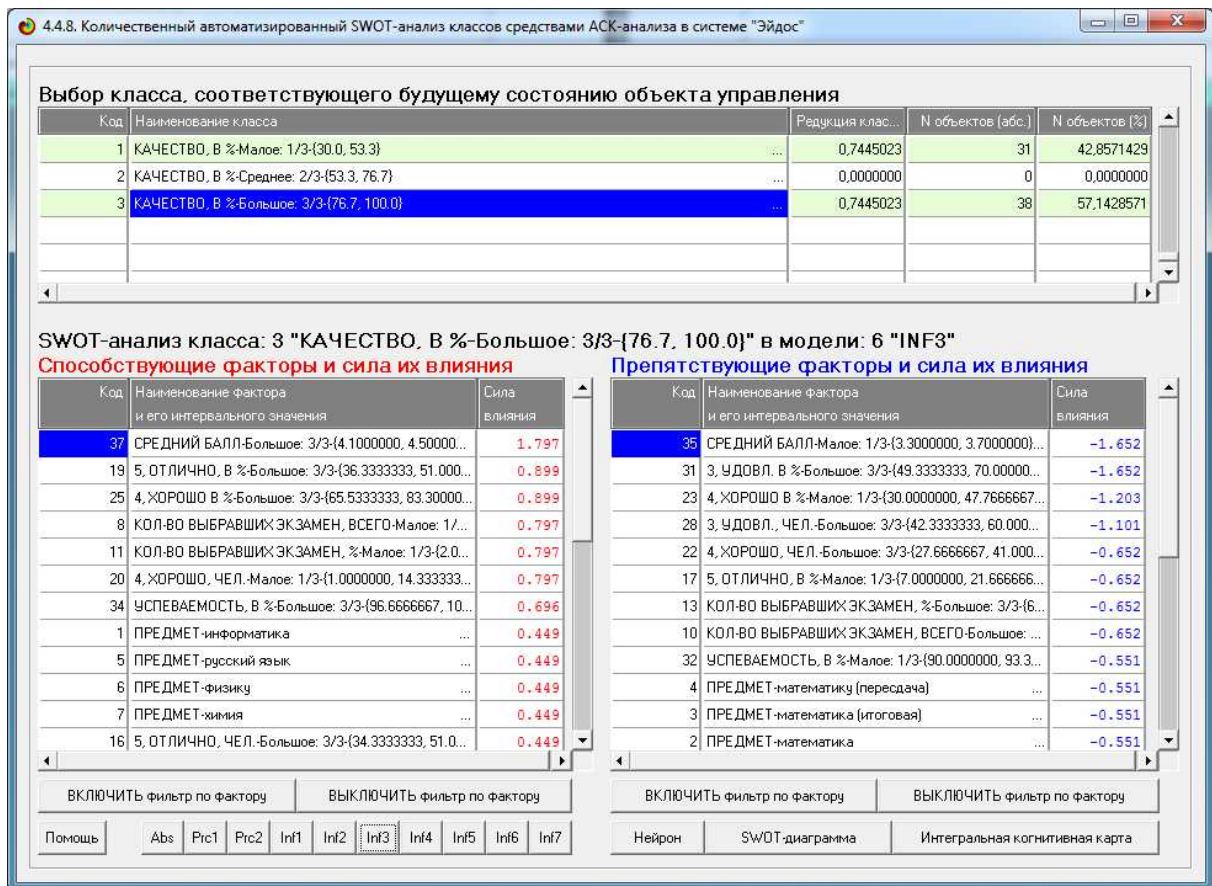 4.4.8. Количественный автоматизированный SWOT-анализ классов средствами АСК-анализа в системе "Эйдос"
Выбор класса, соответствующего будущему состоянию объекта управления
Код Наименование класса Редукция клас... N объектов (абс.) N объектов (%)
1 КАЧЕСТВО, В %-Малое: 1/3-{30.0, 53.3} ... 0,7445023 31 42,8571429
2 КАЧЕСТВО, В %-Среднее: 2/3-{53.3, 76.7} ... 0,0000000 0 0,0000000
3 КАЧЕСТВО, В %-Большое: 3/3-{76.7, 100.0} ... 0,7445023 38 57,1428571
SWOT-анализ класса: 3 "КАЧЕСТВО, В %-Большое: 3/3-{76.7, 100.0}" в модели: 6 "INF3"
Способствующие факторы и сила их влияния
Код Наименование фактора и его интервального значения Сила влияния
37 СРЕДНИЙ БАЛЛ-Большое: 3/3-{4.1000000, 4.50000... 1.797
19 5, ОТЛИЧНО, В %-Большое: 3/3-{36.3333333, 51.000... 0.899
25 4, ХОРОШО В %-Большое: 3/3-{65.5333333, 83.30000... 0.899
8 КОЛ-ВО ВЫБРАВШИХ ЭКЗАМЕН, ВСЕГО-Малое: 1/... 0.797
11 КОЛ-ВО ВЫБРАВШИХ ЭКЗАМЕН, %-Малое: 1/3-{2.0... 0.797
20 4, ХОРОШО, ЧЕЛ.-Малое: 1/3-{1.0000000, 14.333333... 0.797
34 УСПЕВАЕМОСТЬ, В %-Большое: 3/3-{96.6666667, 10... 0.696
1 ПРЕДМЕТ-информатика ... 0.449
5 ПРЕДМЕТ-русский язык ... 0.449
6 ПРЕДМЕТ-физику ... 0.449
7 ПРЕДМЕТ-химия ... 0.449
16 5, ОТЛИЧНО, ЧЕЛ.-Большое: 3/3-{34.3333333, 51.0... 0.449
ВКЛЮЧИТЬ фильтр по фактору ВЫКЛЮЧИТЬ фильтр по фактору
Препятствующие факторы и сила их влияния
Код Наименование фактора и его интервального значения Сила влияния
35 СРЕДНИЙ БАЛЛ-Малое: 1/3-{3.3000000, 3.7000000}... -1.652
31 3, УДОВЛ. В %-Большое: 3/3-{49.3333333, 70.00000... -1.652
23 4, ХОРОШО В %-Малое: 1/3-{30.0000000, 47.7666667... -1.203
28 3, УДОВЛ., ЧЕЛ.-Большое: 3/3-{42.3333333, 60.000... -1.101
22 4, ХОРОШО, ЧЕЛ.-Большое: 3/3-{27.6666667, 41.000... -0.652
17 5, ОТЛИЧНО, В %-Малое: 1/3-{7.0000000, 21.666666... -0.652
13 КОЛ-ВО ВЫБРАВШИХ ЭКЗАМЕН, %-Большое: 3/3-{6... -0.652
10 КОЛ-ВО ВЫБРАВШИХ ЭКЗАМЕН, ВСЕГО-Большое: ... -0.652
32 УСПЕВАЕМОСТЬ, В %-Малое: 1/3-{90.0000000, 93.3... -0.551
4 ПРЕДМЕТ-математику (пересдача) ... -0.551
3 ПРЕДМЕТ-математика (итоговая) ... -0.551
2 ПРЕДМЕТ-математика ... -0.551
ВКЛЮЧИТЬ фильтр по фактору ВЫКЛЮЧИТЬ фильтр по фактору
Помощь Abs Prc1 Prc2 Inf1 Inf2 Inf3 Inf4 Inf5 Inf6 Inf7 Нейрон SWOT-диаграмма Интегральная когнитивная карта